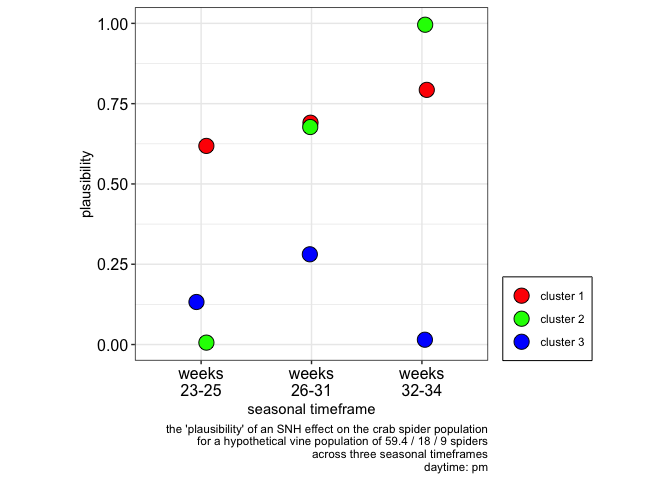 1.00
0.75
0.50
0.25
0.00
plausibility
weeks
23-25
weeks
26-31
weeks
32-34
seasonal timeframe
cluster 1
cluster 2
cluster 3
the 'plausibility' of an SNH effect on the crab spider population
for a hypothetical vine population of 59.4 / 18 / 9 spiders
across three seasonal timeframes
daytime: pm